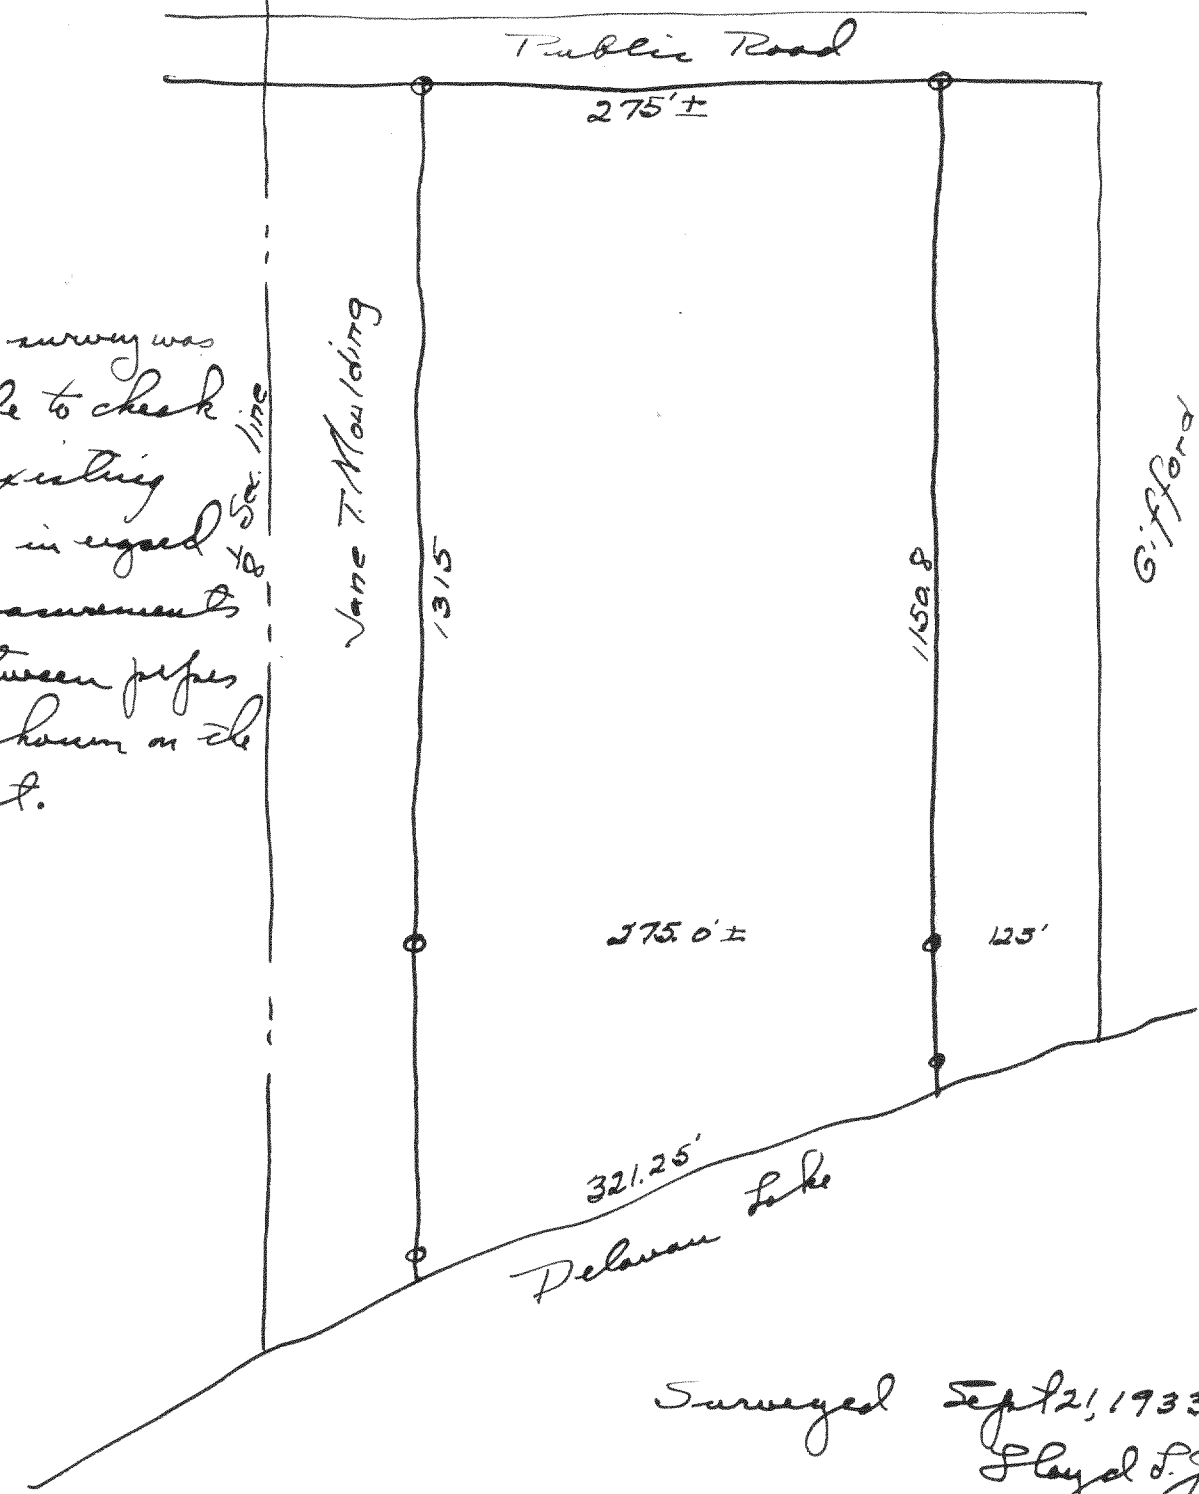 Public Road
275'±
survey was
to check
existing
in regard
measurements
between pipes
shown on the
t.
⅛ Sec. line
Jane T. Moulding
1315
1150.8
Gifford
275.0'±
125'
321.25'
Delavan Lake
Surveyed Sept 21, 1933
Lloyd L.